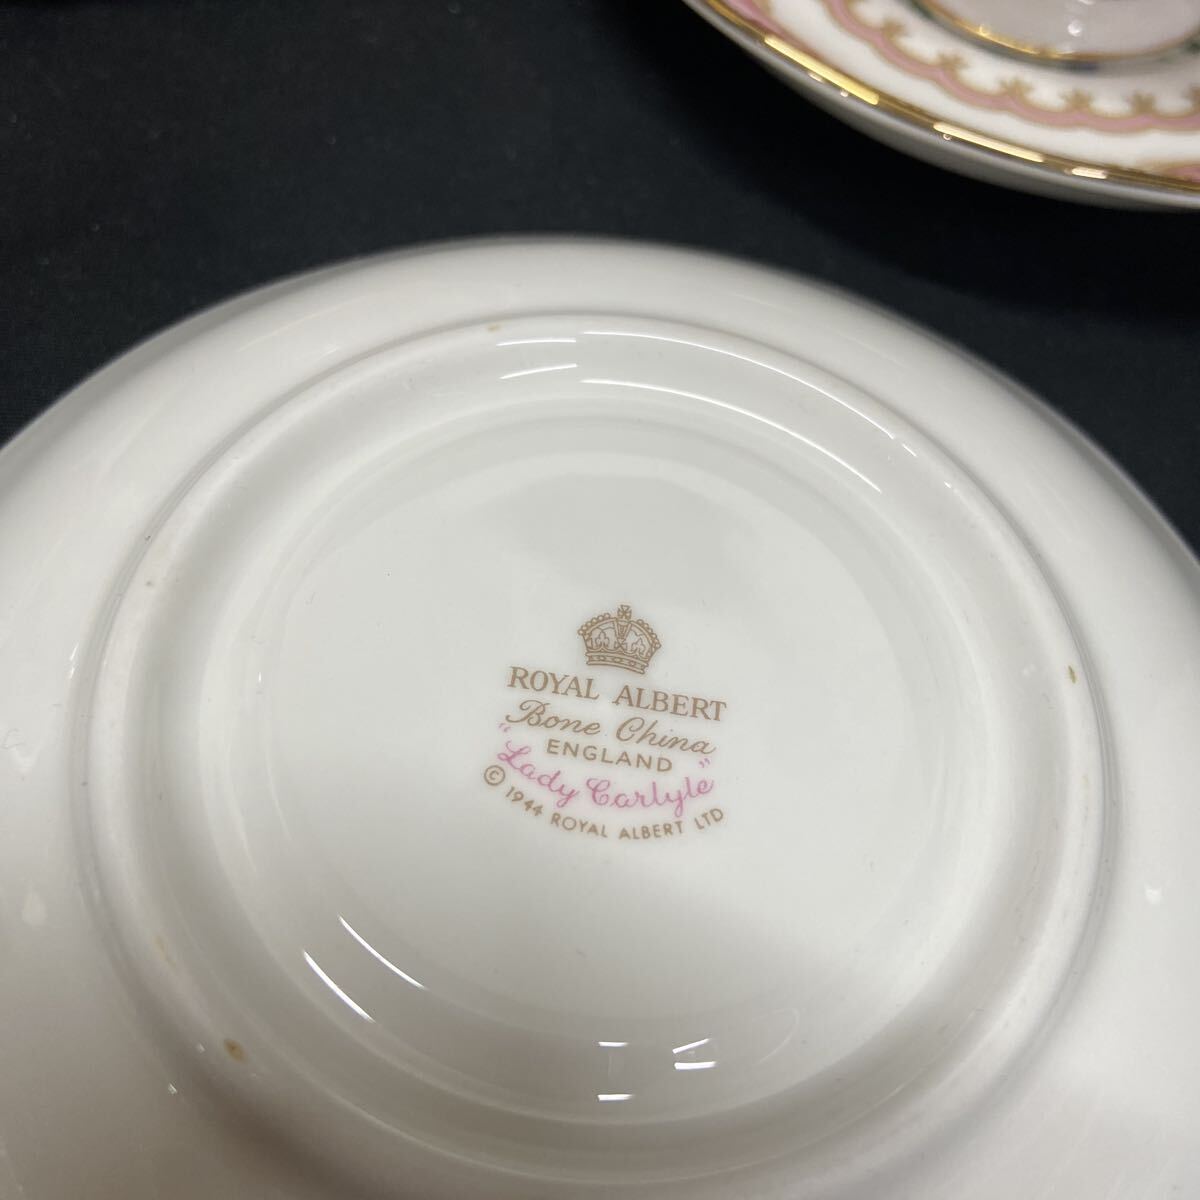 ROYAL ALBERT
Bone China
ENGLAND
"Lady Carlyle"
© 1944 ROYAL ALBERT LTD